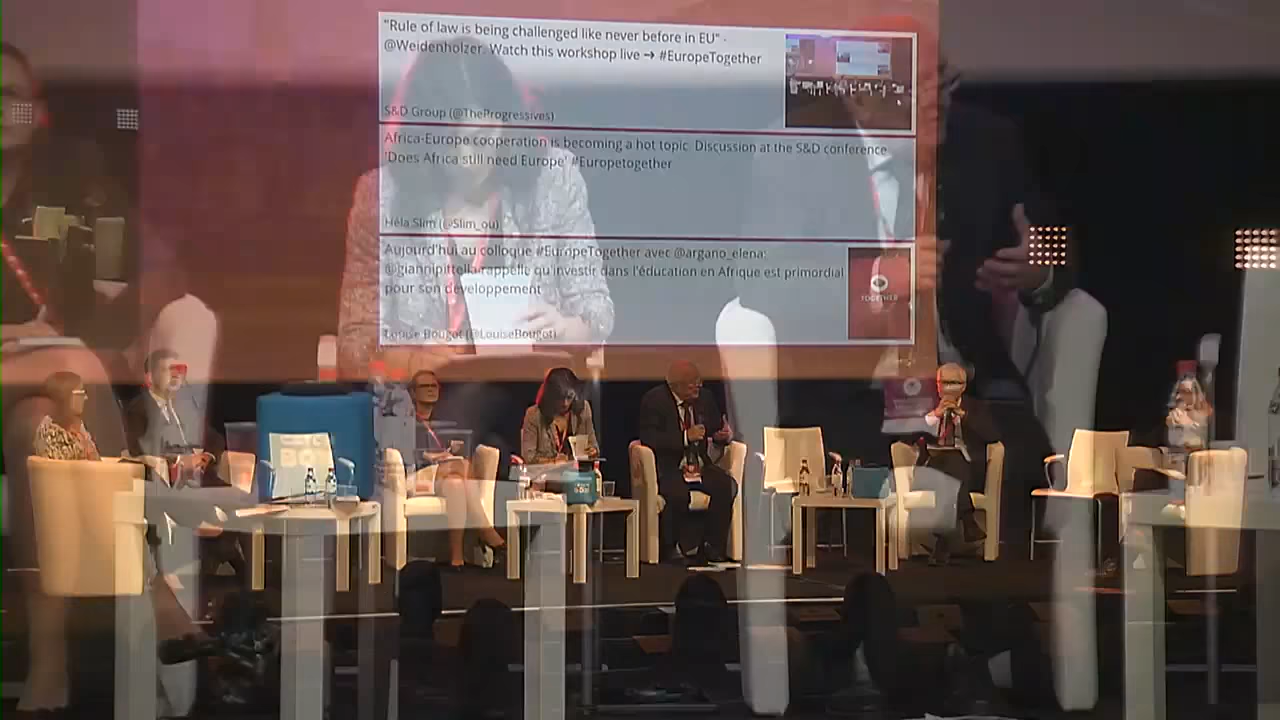 "Rule of law is being challenged like never before in EU" -
@Weidenholzer. Watch this workshop live → #EuropeTogether
S&D Group (@TheProgressives)
Africa-Europe cooperation is becoming a hot topic. Discussion at the S&D conference
'Does Africa still need Europe' #Europetogether
Héla Slim (@Slim_ou)
Aujourd'hui au colloque #EuropeTogether avec @argano_elena:
@giannipittella rappelle qu'investir dans l'éducation en Afrique est primordial
pour son développement
TOGETHER
Louise Bougot (@LouiseBougot)